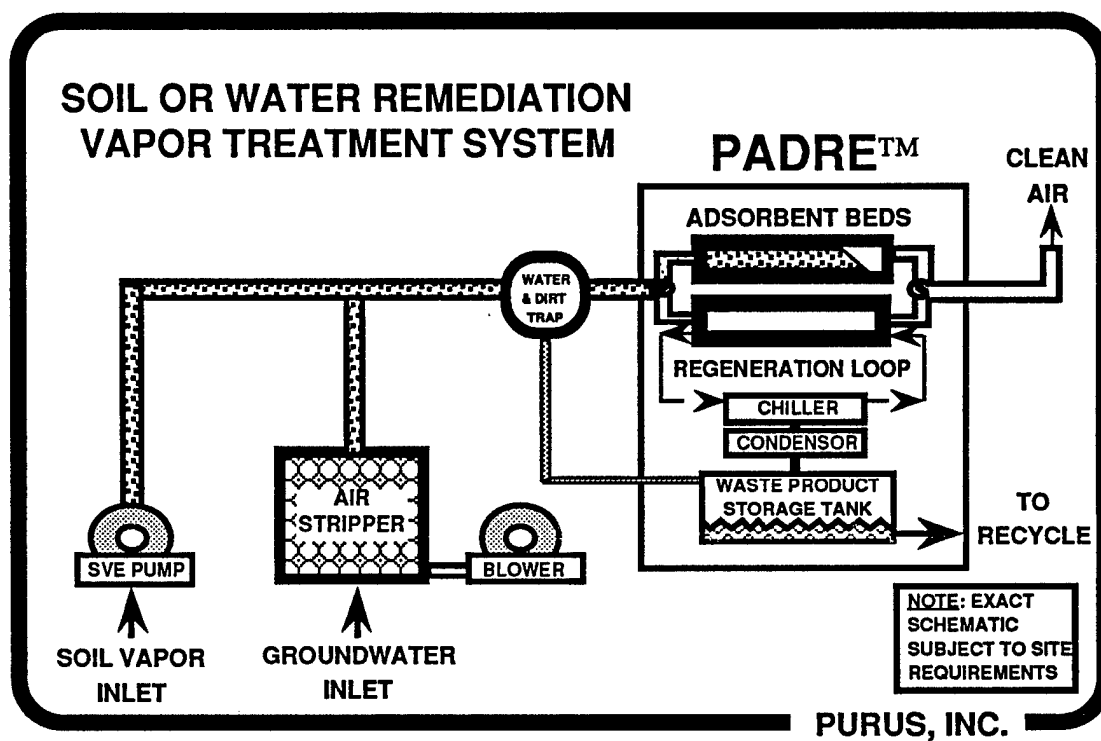 SOIL OR WATER REMEDIATION
VAPOR TREATMENT SYSTEM
PADRE™
CLEAN
AIR
ADSORBENT BEDS
WATER
& DIRT
TRAP
REGENERATION LOOP
CHILLER
CONDENSOR
WASTE PRODUCT
STORAGE TANK
TO
RECYCLE
AIR
STRIPPER
SVE PUMP
BLOWER
SOIL VAPOR
INLET
GROUNDWATER
INLET
NOTE: EXACT
SCHEMATIC
SUBJECT TO SITE
REQUIREMENTS
PURUS, INC.